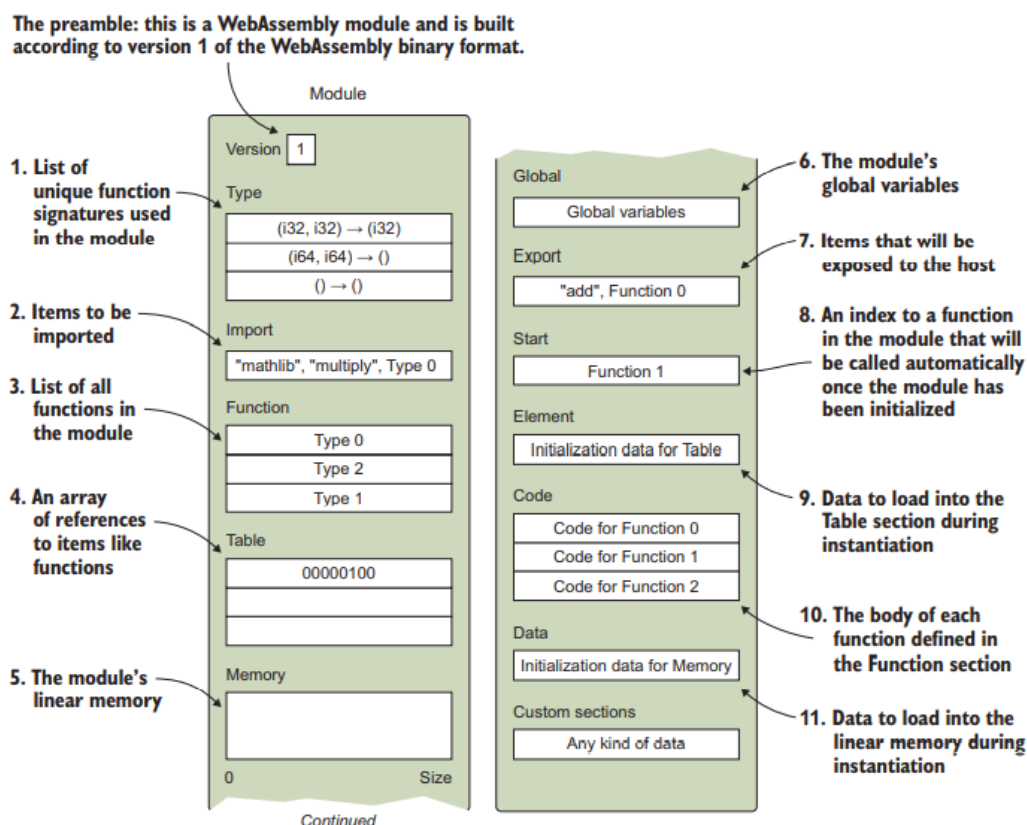 The preamble: this is a WebAssembly module and is built
according to version 1 of the WebAssembly binary format.
Module
Version 1
1. List of
unique function
signatures used
in the module
Type
(i32, i32) → (i32)
(i64, i64) → ()
() → ()
2. Items to be
imported
Import
"mathlib", "multiply", Type 0
3. List of all
functions in
the module
Function
Type 0
Type 2
Type 1
4. An array
of references
to items like
functions
Table
00000100
5. The module's
linear memory
Memory
0 Size
Continued
Global
Global variables
6. The module's
global variables
Export
"add", Function 0
7. Items that will be
exposed to the host
Start
Function 1
8. An index to a function
in the module that will
be called automatically
once the module has
been initialized
Element
Initialization data for Table
9. Data to load into the
Table section during
instantiation
Code
Code for Function 0
Code for Function 1
Code for Function 2
10. The body of each
function defined in
the Function section
Data
Initialization data for Memory
11. Data to load into the
linear memory during
instantiation
Custom sections
Any kind of data